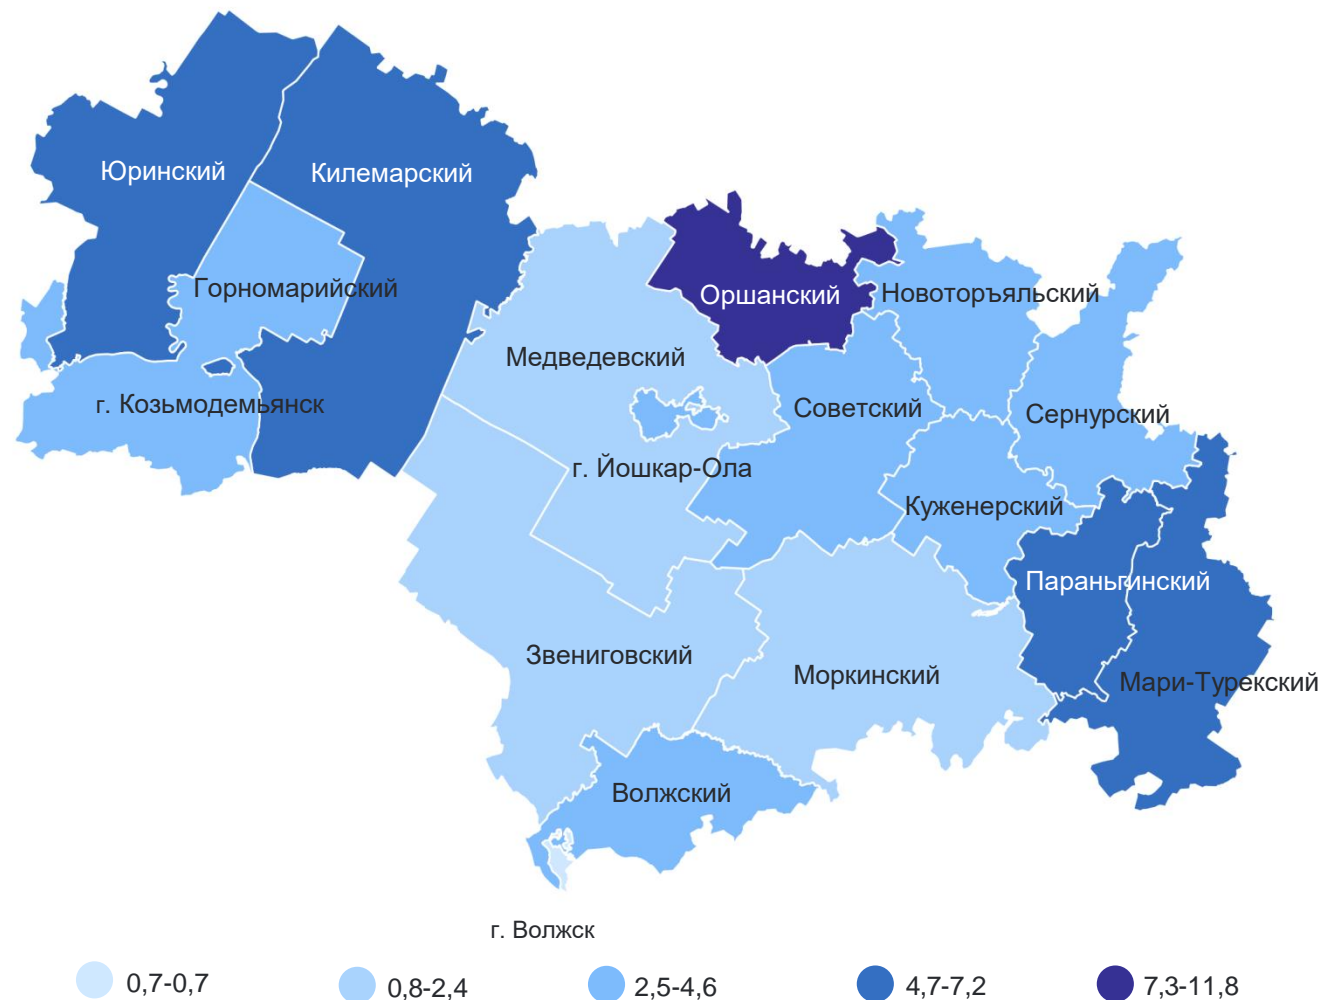 Юринский
Килемарский
Горномарийский
Оршанский
Новоторъяльский
Медведевский
г. Козьмодемьянск
Советский
Сернурский
г. Йошкар-Ола
Куженерский
Параньгинский
Звениговский
Моркинский
Мари-Турекский
Волжский
г. Волжск
0,7-0,7
0,8-2,4
2,5-4,6
4,7-7,2
7,3-11,8